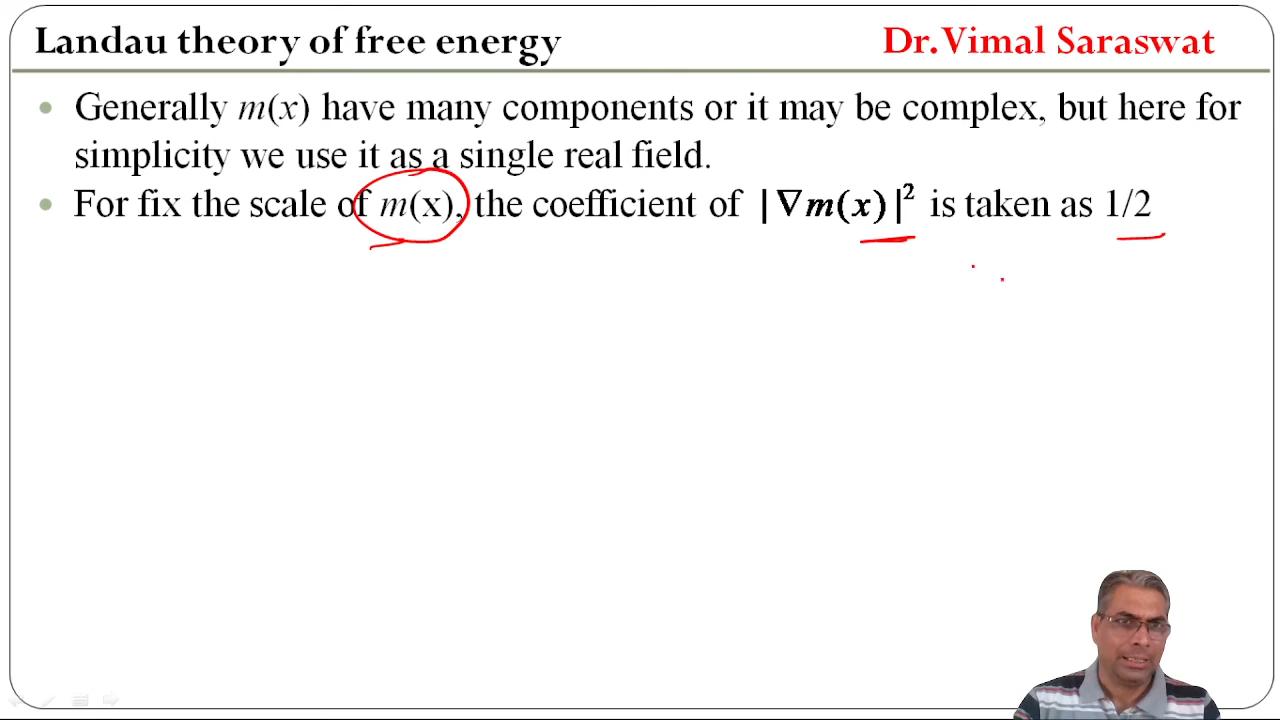 Landau theory of free energy
Dr. Vimal Saraswat
Generally m(x) have many components or it may be complex, but here for
simplicity we use it as a single real field.
For fix the scale of m(x), the coefficient of |∇m(x)|² is taken as 1/2